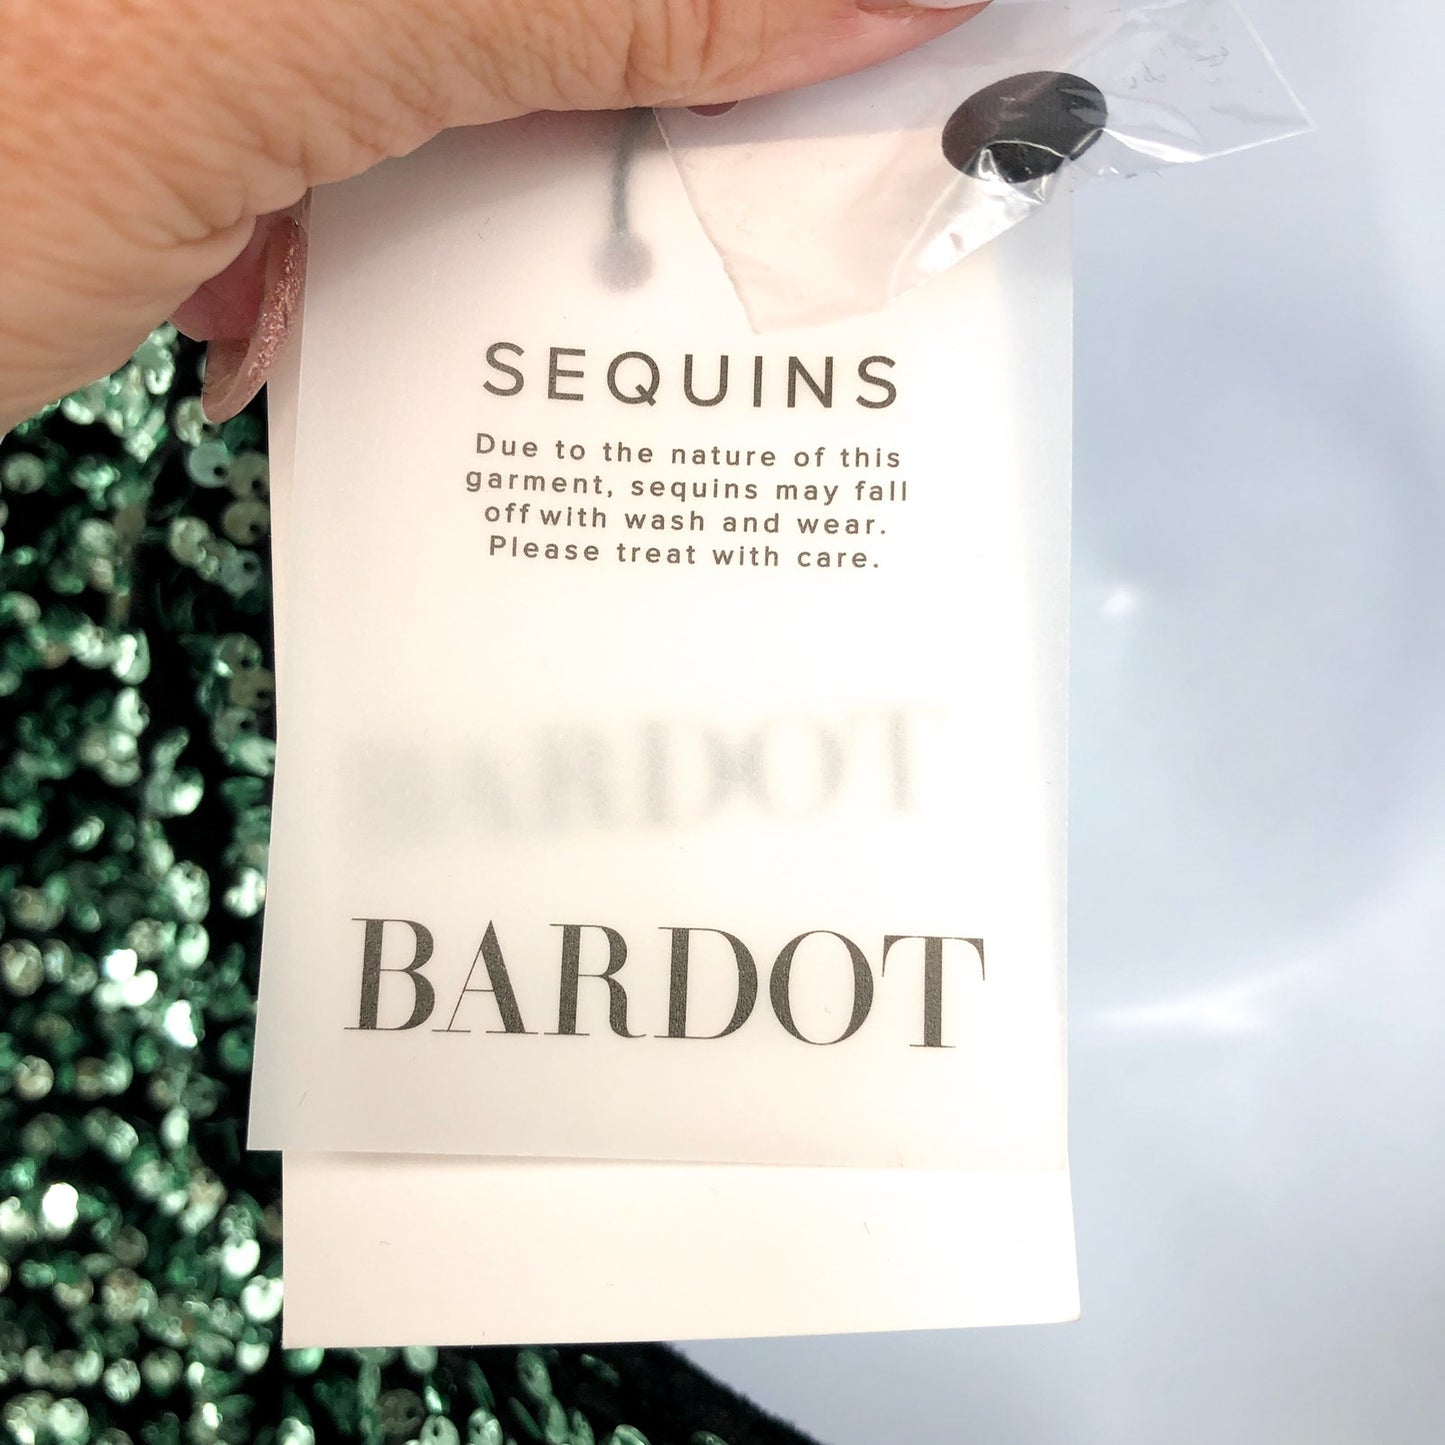 SEQUINS
Due to the nature of this
garment, sequins may fall
off with wash and wear.
Please treat with care.
BARDOT
BARDOT